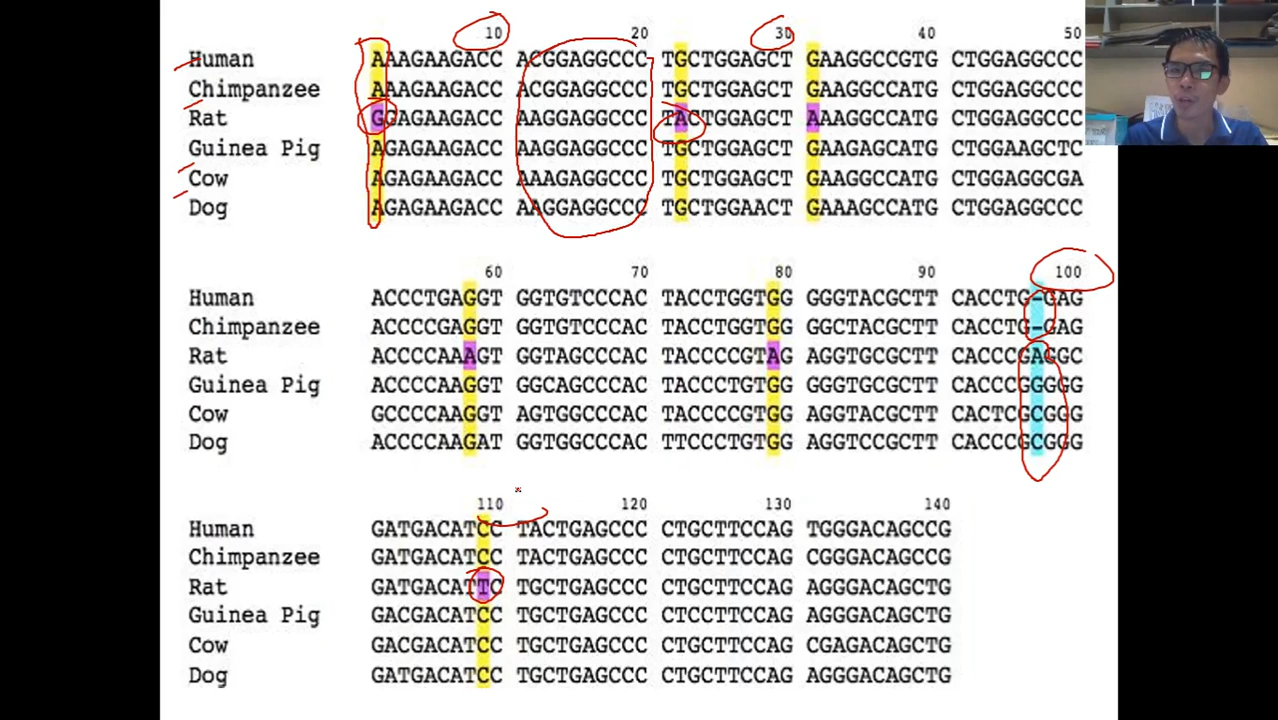 10 20 30 40 50
Human AAAGAAGACC ACGGAGGCCC TGCTGGAGCT GAAGGCCGTG CTGGAGGCCC
Chimpanzee AAAGAAGACC ACGGAGGCCC TGCTGGAGCT GAAGGCCGTG CTGGAGGCCC
Rat GGAGAAGACC AAGGAGGCCC TACTGGAGCT AAAGGCCATG CTGGAGGCCC
Guinea Pig AGAGAAGACC AAGGAGGCCC TGCTGGAGCT GAAGAGCATG CTGGAAGCTC
Cow AGAGAAGACC AAAGAGGCCC TGCTGGAGCT GAAGGCCATG CTGGAGGCGA
Dog AGAGAAGACC AAGGAGGCCC TGCTGGAACT GAAAGCCATG CTGGAGGCCC
60 70 80 90 100
Human ACCCTGAGGT GGTGTCCCAC TACCTGGTGG GGGTACGCTT CACCTG-GAG
Chimpanzee ACCCCGAGGT GGTGTCCCAC TACCTGGTGG GGCTACGCTT CACCTG-GAG
Rat ACCCCAAAGT GGTAGCCCAC TACCCCGTAG AGGTGCGCTT CACCCGAGGC
Guinea Pig ACCCCAAGGT GGCAGCCCAC TACCCTGTGG GGGTGCGCTT CACCCGGGGG
Cow GCCCCAAGGT AGTGGCCCAC TACCCCGTGG AGGTACGCTT CACTCGCGGG
Dog ACCCCAAGAT GGTGGCCCAC TTCCCTGTGG AGGTCCGCTT CACCCGCGGG
110 120 130 140
Human GATGACATCC TACTGAGCCC CTGCTTCCAG TGGGACAGCCG
Chimpanzee GATGACATCC TACTGAGCCC CTGCTTCCAG CGGGACAGCCG
Rat GATGACATTC TGCTGAGCCC CTGCTTCCAG AGGGACAGCTG
Guinea Pig GACGACATCC TGCTGAGCCC CTCCTTCCAG AGGGACAGCTG
Cow GACGACATCC TGCTGAGCCC CTGCTTCCAG CGAGACAGCTG
Dog GATGACATCC TGCTGAGCCC CTGCTTCCAG AGGGACAGCTG